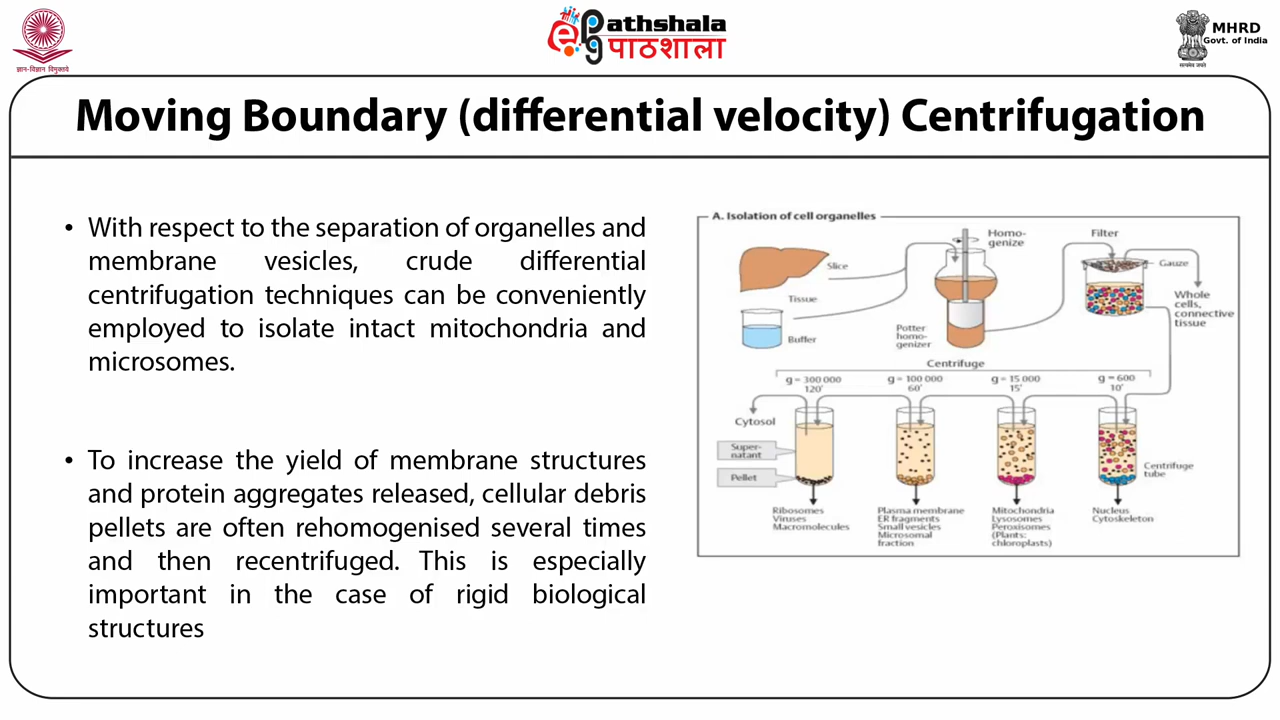 ज्ञान-विज्ञान विमुक्तये
ePathshala
पाठशाला
MHRD
Govt. of India
सत्यमेव जयते
Moving Boundary (differential velocity) Centrifugation
• With respect to the separation of organelles and
membrane vesicles, crude differential
centrifugation techniques can be conveniently
employed to isolate intact mitochondria and
microsomes.
• To increase the yield of membrane structures
and protein aggregates released, cellular debris
pellets are often rehomogenised several times
and then recentrifuged. This is especially
important in the case of rigid biological
structures
A. Isolation of cell organelles
Homo-
genize
Filter
Slice
Gauze
Tissue
Whole
cells,
connective
tissue
Buffer
Potter
homo-
genizer
Centrifuge
g = 300 000
120'
g = 100 000
60'
g = 15 000
15'
g = 600
10'
Cytosol
Super-
natant
Pellet
Centrifuge
tube
Ribosomes
Viruses
Macromolecules
Plasma membrane
ER fragments
Small vesicles
Microsomal
fraction
Mitochondria
Lysosomes
Peroxisomes
(Plants:
chloroplasts)
Nucleus
Cytoskeleton